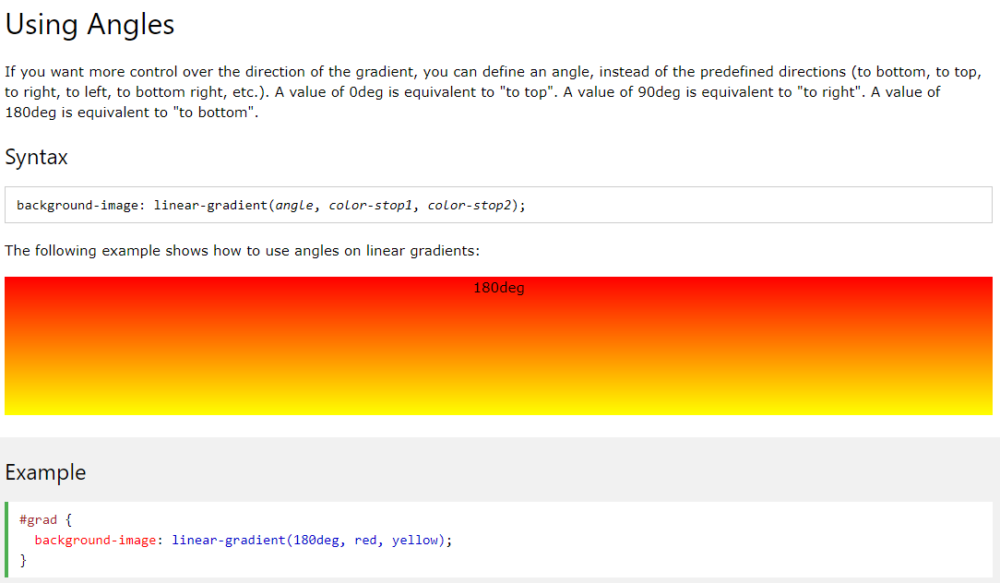 Using Angles
If you want more control over the direction of the gradient, you can define an angle, instead of the predefined directions (to bottom, to top,
to right, to left, to bottom right, etc.). A value of 0deg is equivalent to "to top". A value of 90deg is equivalent to "to right". A value of
180deg is equivalent to "to bottom".
Syntax
background-image: linear-gradient(angle, color-stop1, color-stop2);
The following example shows how to use angles on linear gradients:
180deg
Example
#grad {
  background-image: linear-gradient(180deg, red, yellow);
}